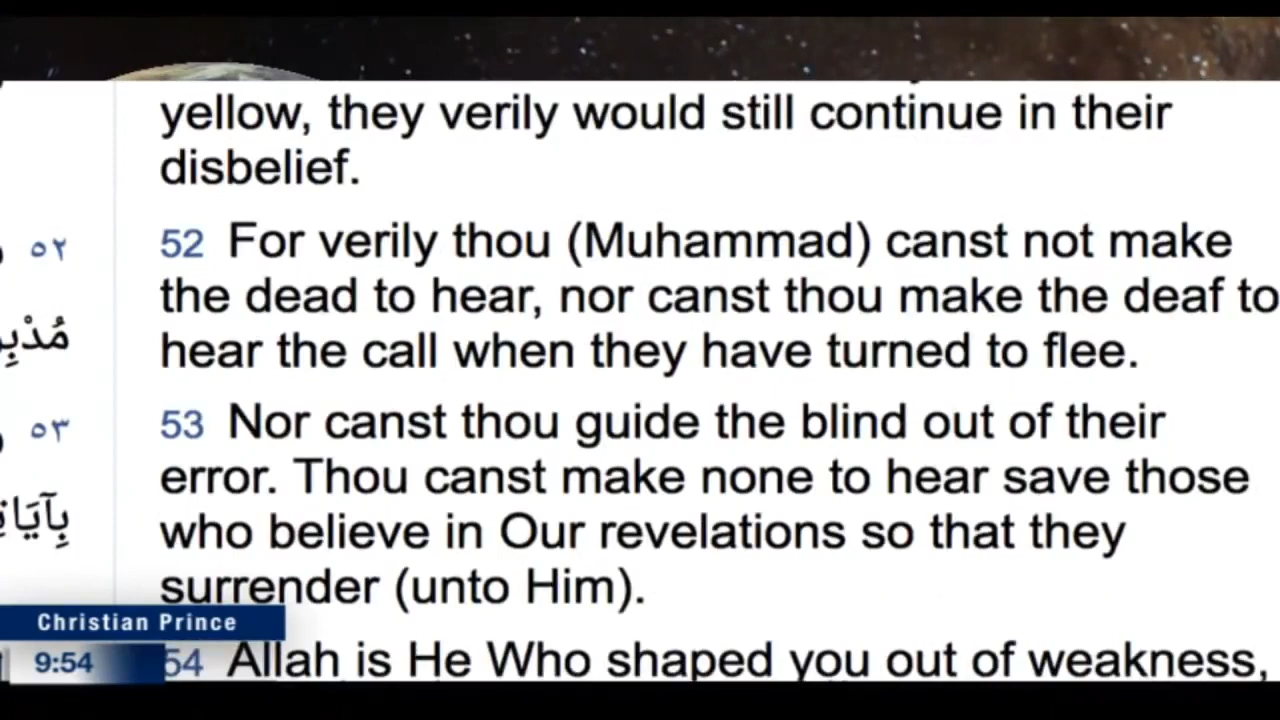 yellow, they verily would still continue in their
disbelief.
٥٢
52 For verily thou (Muhammad) canst not make
the dead to hear, nor canst thou make the deaf to
hear the call when they have turned to flee.
٥٣
53 Nor canst thou guide the blind out of their
error. Thou canst make none to hear save those
who believe in Our revelations so that they
surrender (unto Him).
Christian Prince
9:54
54 Allah is He Who shaped you out of weakness,